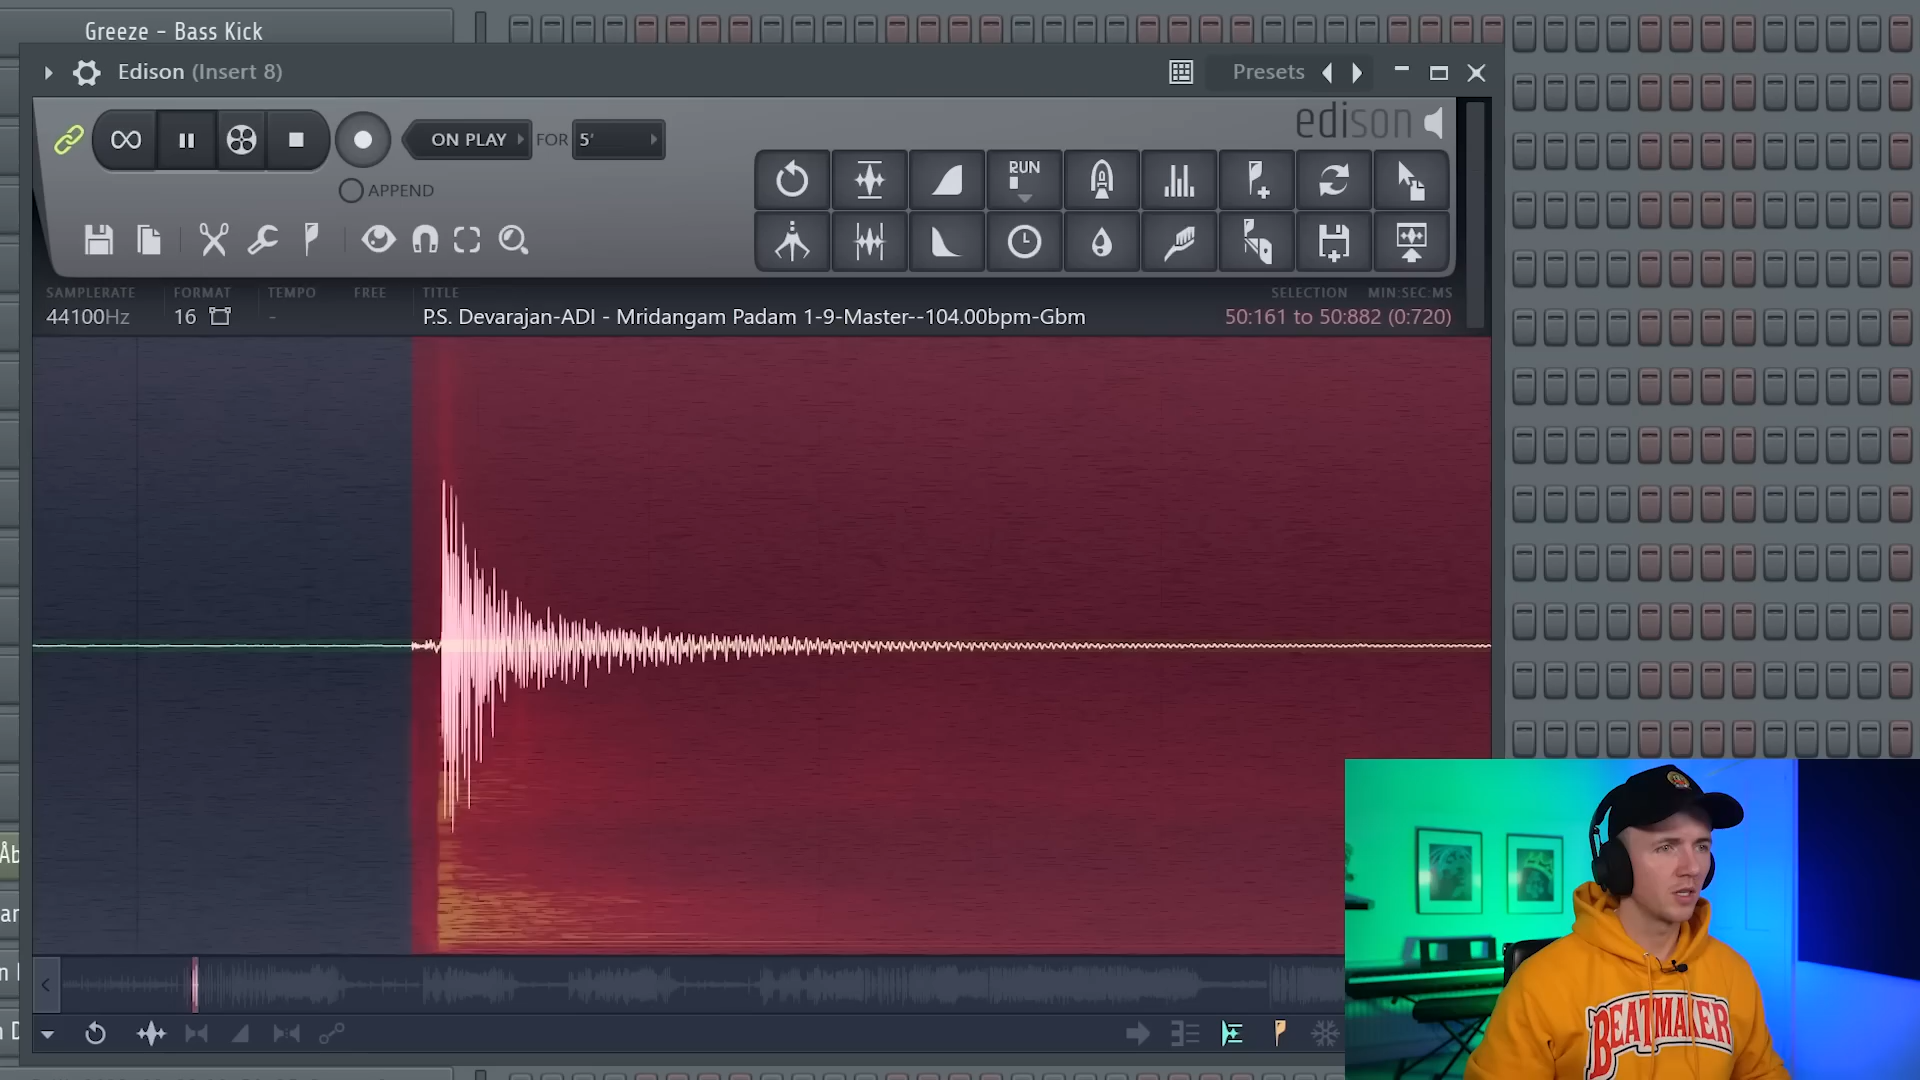 Greeze - Bass Kick
Edison (Insert 8)
Presets
edison
ON PLAY
FOR
5'
APPEND
RUN
SAMPLERATE
FORMAT
TEMPO
FREE
TITLE
SELECTION
MIN:SEC:MS
44100Hz
16
-
P.S. Devarajan-ADI - Mridangam Padam 1-9-Master--104.00bpm-Gbm
50:161 to 50:882 (0:720)
BEATMAKER